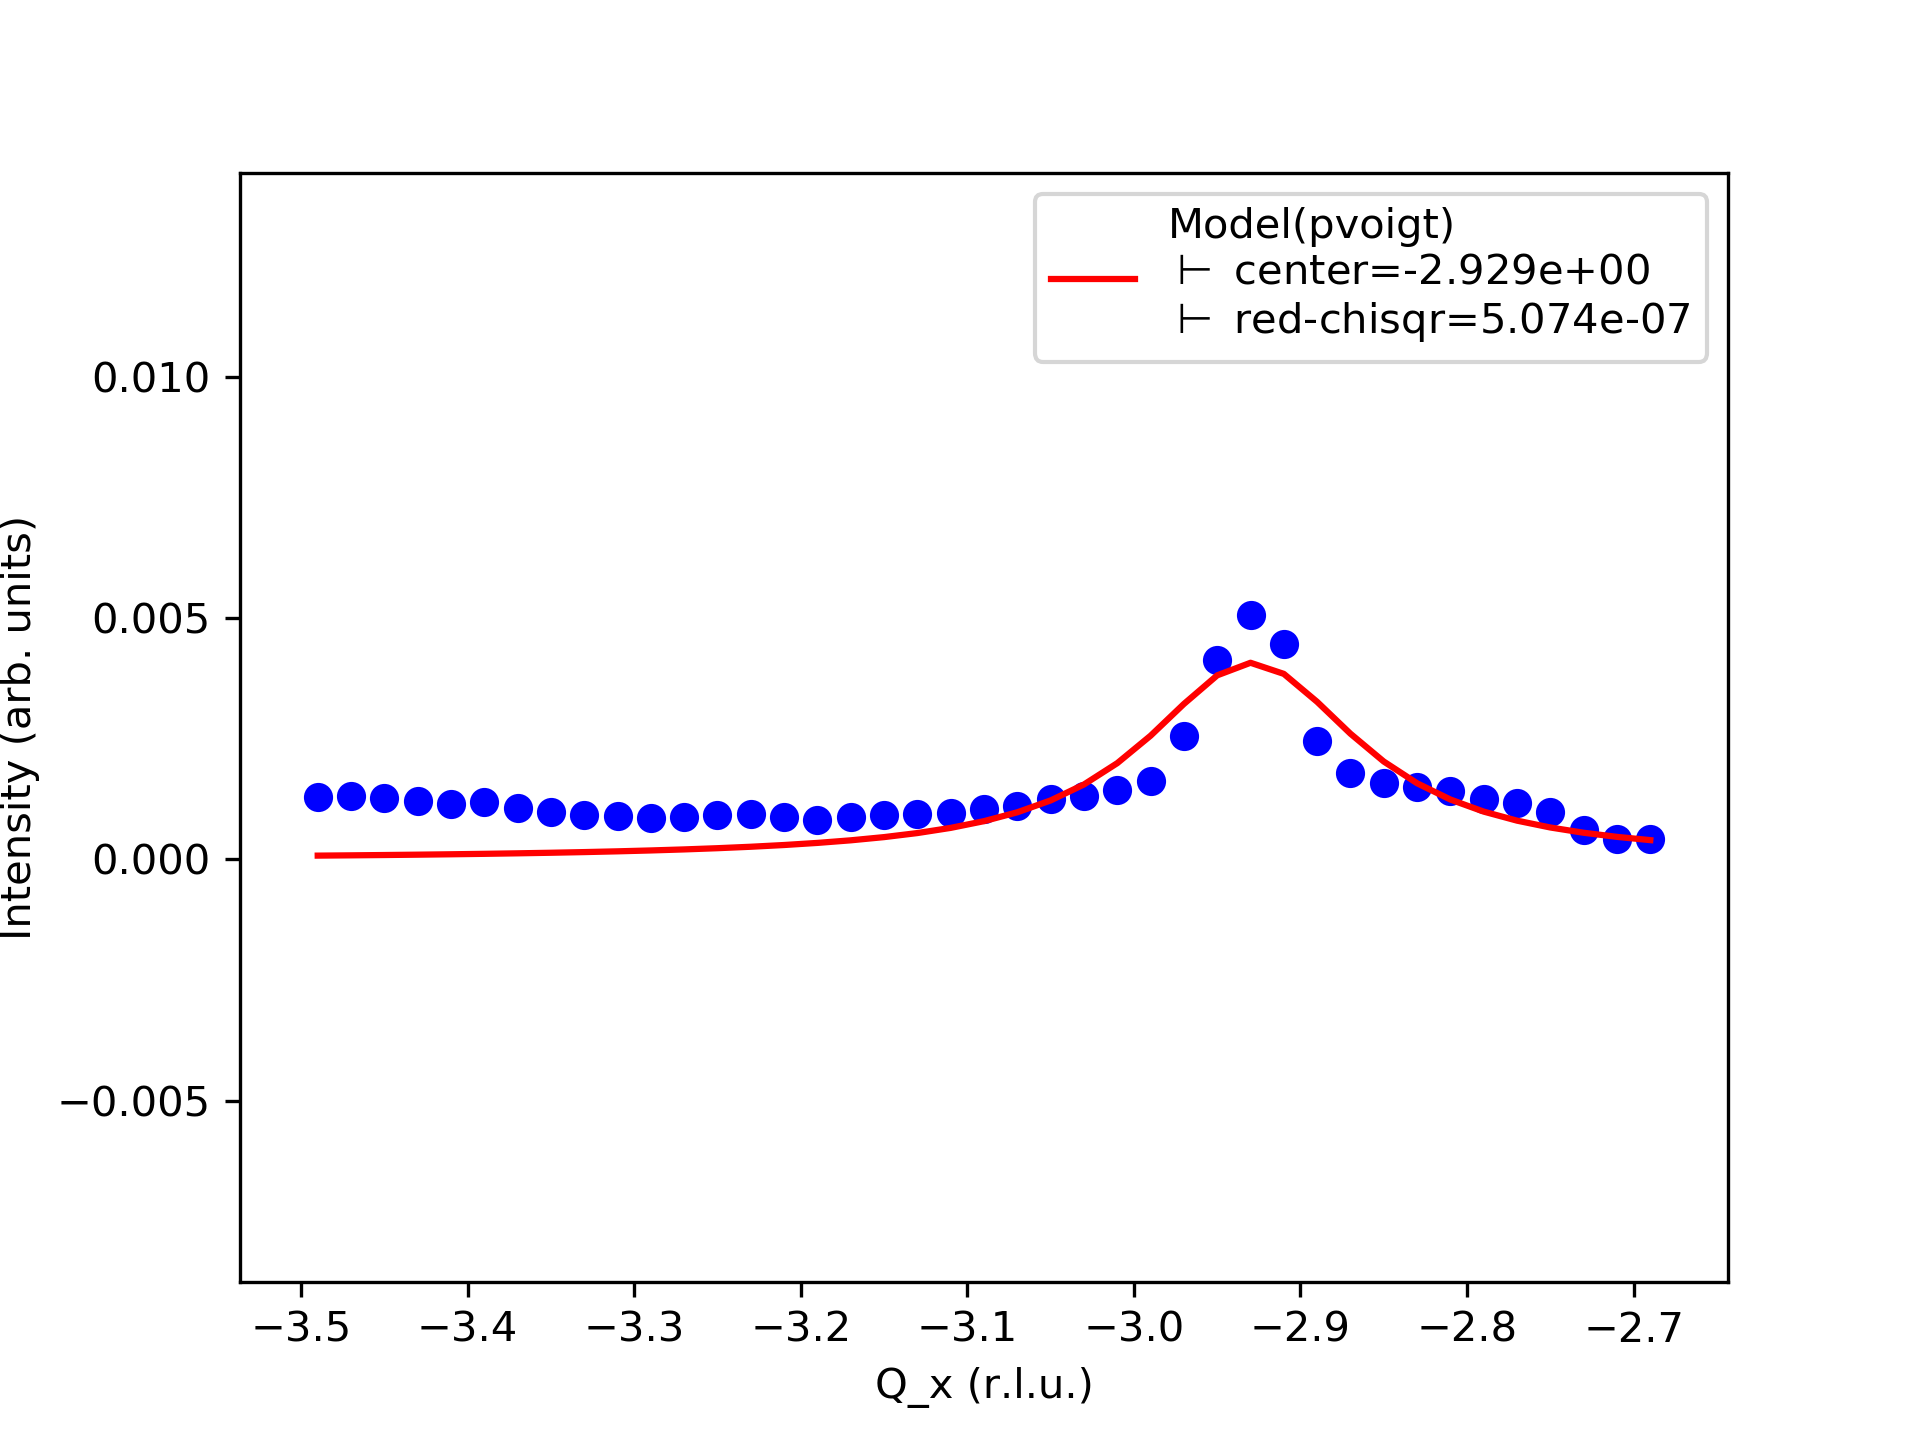 Model(pvoigt)
⊢ center=-2.929e+00
⊢ red-chisqr=5.074e-07
0.010
0.005
0.000
−0.005
Intensity (arb. units)
−3.5 −3.4 −3.3 −3.2 −3.1 −3.0 −2.9 −2.8 −2.7
Q_x (r.l.u.)